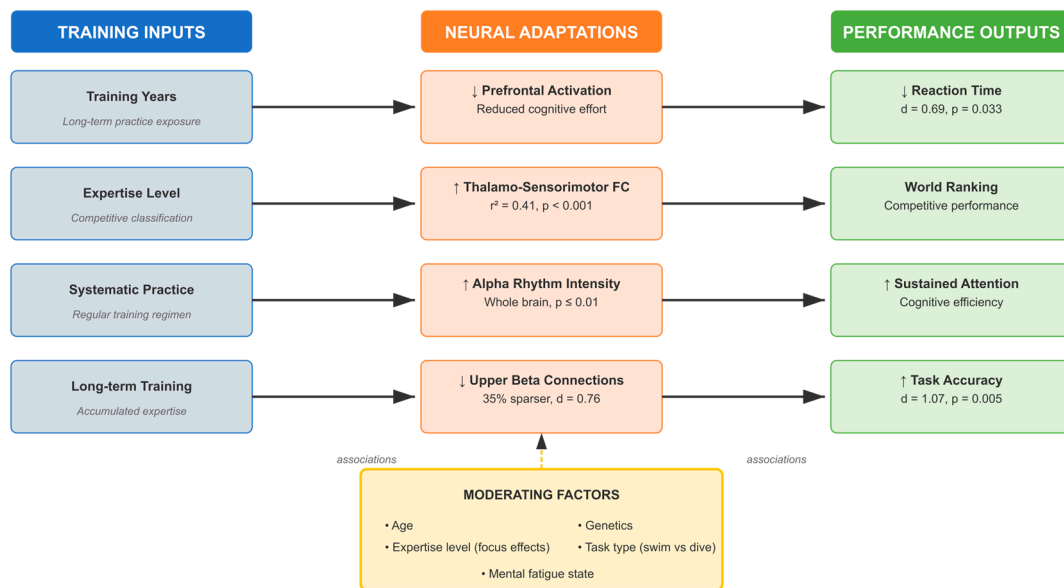 TRAINING INPUTS
NEURAL ADAPTATIONS
PERFORMANCE OUTPUTS
Training Years
Long-term practice exposure
↓ Prefrontal Activation
Reduced cognitive effort
↓ Reaction Time
d = 0.69, p = 0.033
Expertise Level
Competitive classification
↑ Thalamo-Sensorimotor FC
r² = 0.41, p < 0.001
World Ranking
Competitive performance
Systematic Practice
Regular training regimen
↑ Alpha Rhythm Intensity
Whole brain, p ≤ 0.01
↑ Sustained Attention
Cognitive efficiency
Long-term Training
Accumulated expertise
↓ Upper Beta Connections
35% sparser, d = 0.76
↑ Task Accuracy
d = 1.07, p = 0.005
associations
associations
MODERATING FACTORS
• Age
• Genetics
• Expertise level (focus effects)
• Task type (swim vs dive)
• Mental fatigue state